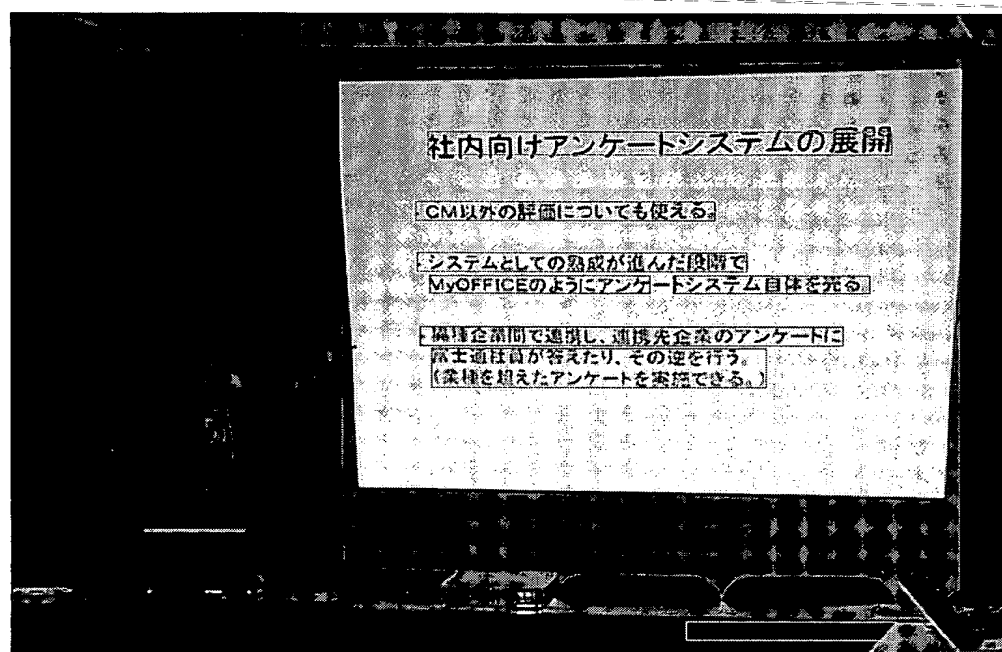 社内向けアンケートシステムの展開
・CM以外の評価についても使える。
・システムとしての熟成が進んだ段階で
MyOFFICEのようにアンケートシステム自体を売る。
・異種企業間で連携し、連携先企業のアンケートに
富士通社員が答えたり、その逆を行う。
(業種を超えたアンケートを実施できる。)